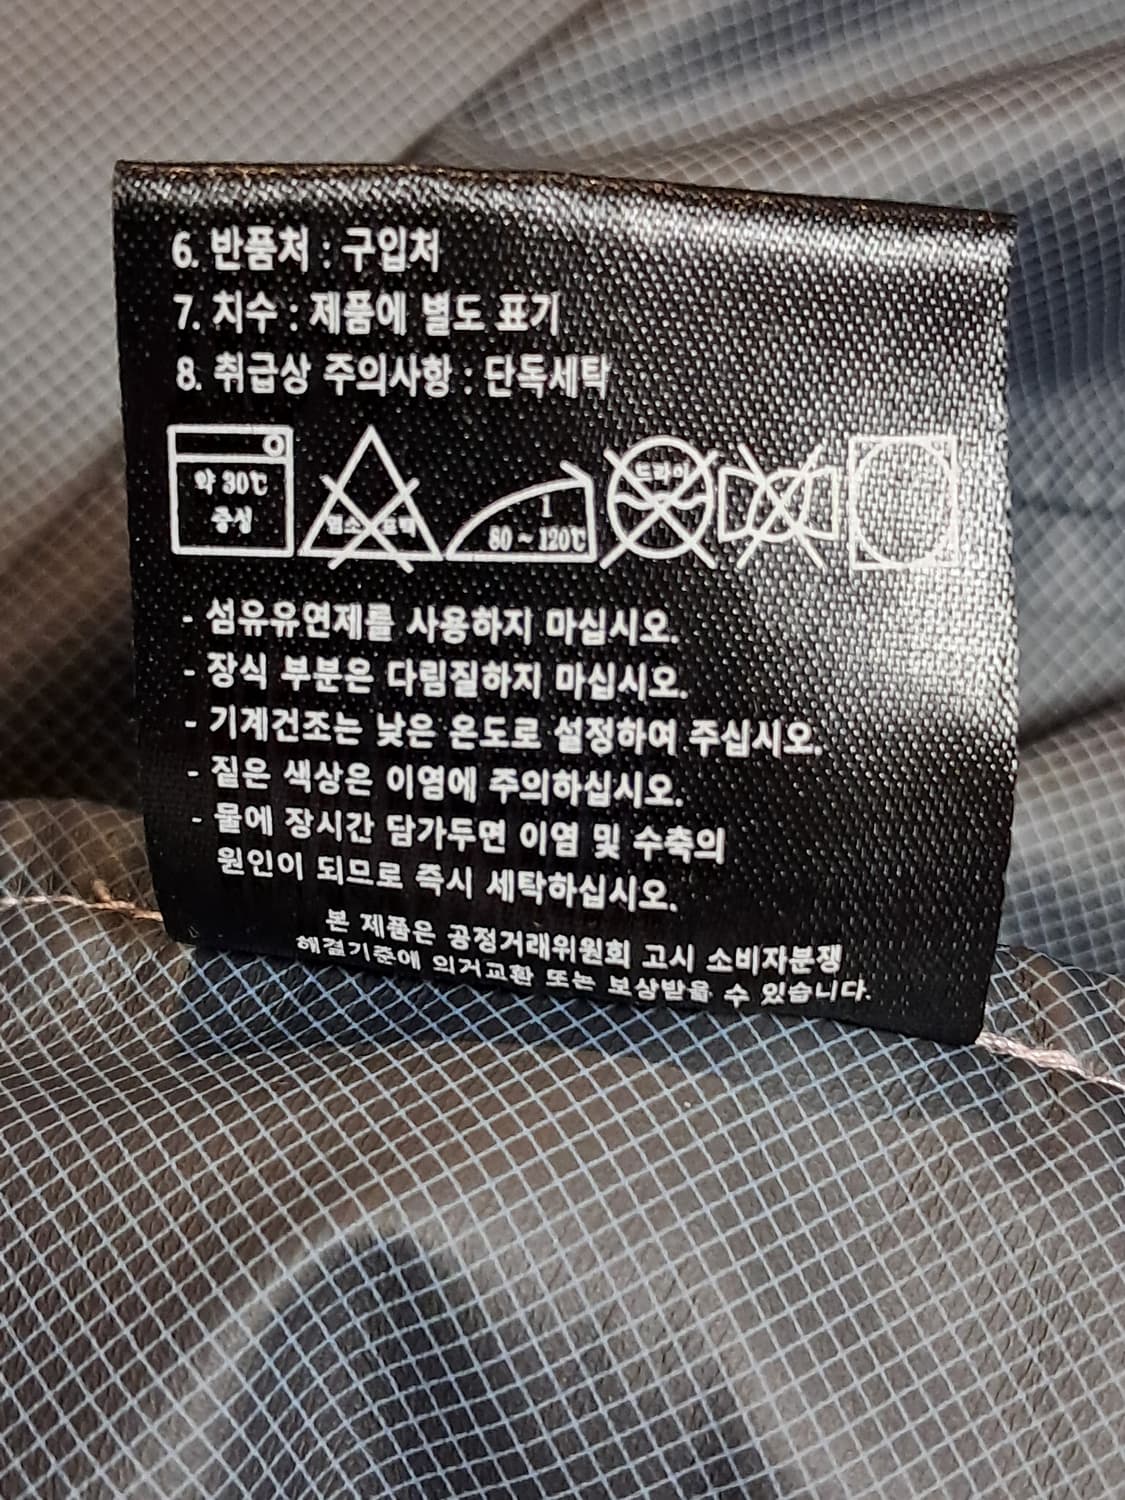 6. 반품처 : 구입처
7. 치수 : 제품에 별도 표기
8. 취급상 주의사항 : 단독세탁
약 30℃
중성
염소 표백
80 ~ 120℃
드라이
- 섬유유연제를 사용하지 마십시오.
- 장식 부분은 다림질하지 마십시오.
- 기계건조는 낮은 온도로 설정하여 주십시오.
- 짙은 색상은 이염에 주의하십시오.
- 물에 장시간 담가두면 이염 및 수축의
원인이 되므로 즉시 세탁하십시오.
본 제품은 공정거래위원회 고시 소비자분쟁
해결기준에 의거교환 또는 보상받을 수 있습니다.